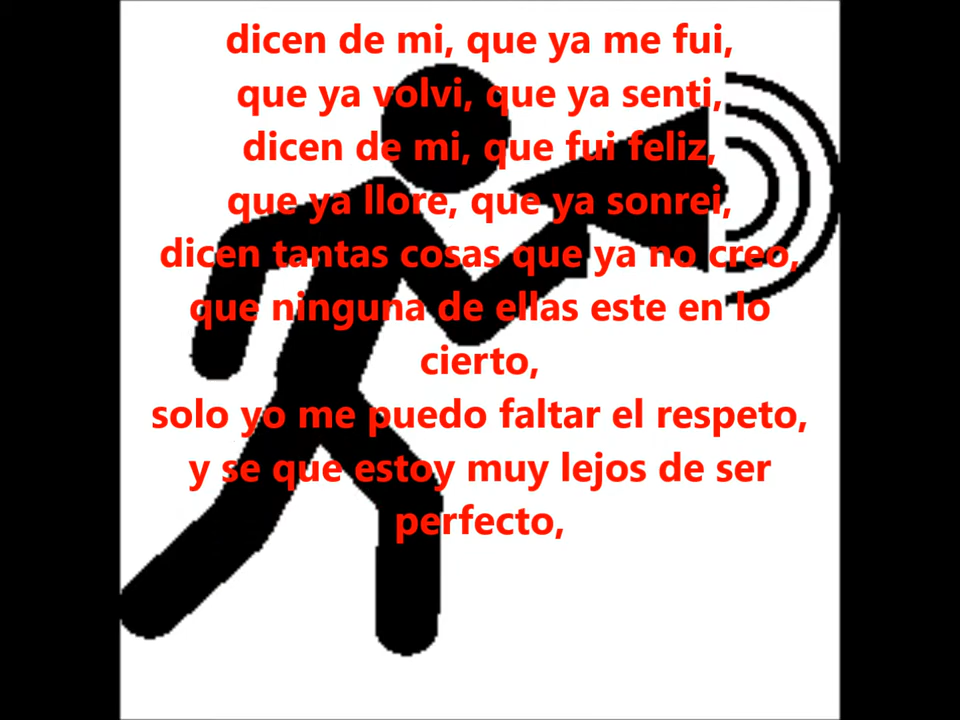 dicen de mi, que ya me fui,
que ya volvi, que ya senti,
dicen de mi, que fui feliz,
que ya llore, que ya sonrei,
dicen tantas cosas que ya no creo,
que ninguna de ellas este en lo
cierto,
solo yo me puedo faltar el respeto,
y se que estoy muy lejos de ser
perfecto,